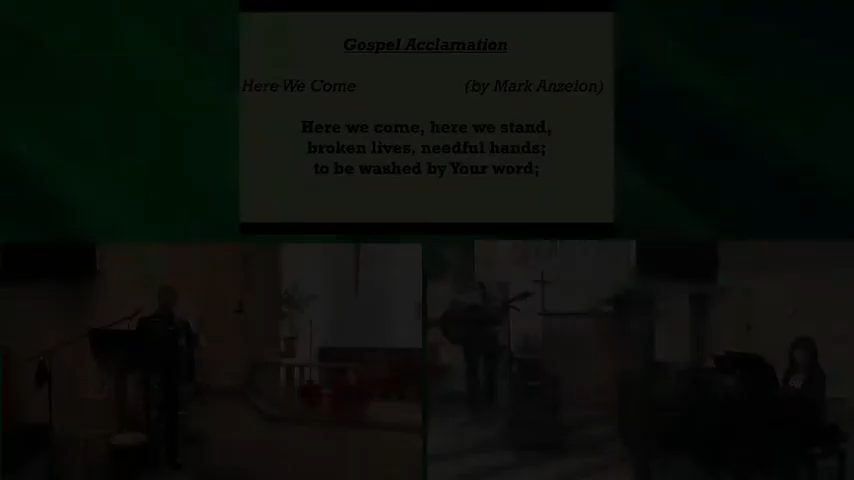 Gospel Acclamation
Here We Come (by Mark Anzelon)
Here we come, here we stand,
broken lives, needful hands;
to be washed by Your word;